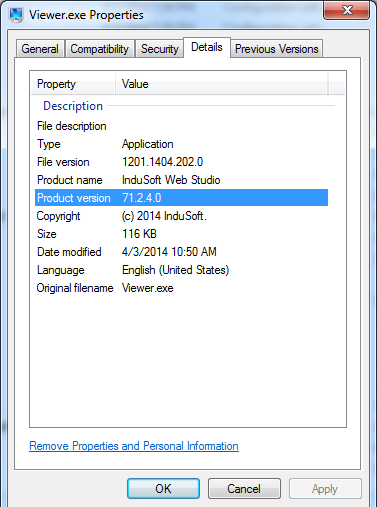 Viewer.exe Properties
General Compatibility Security Details Previous Versions
Property Value
Description
File description
Type Application
File version 1201.1404.202.0
Product name InduSoft Web Studio
Product version 71.2.4.0
Copyright (c) 2014 InduSoft.
Size 116 KB
Date modified 4/3/2014 10:50 AM
Language English (United States)
Original filename Viewer.exe
Remove Properties and Personal Information
OK Cancel Apply